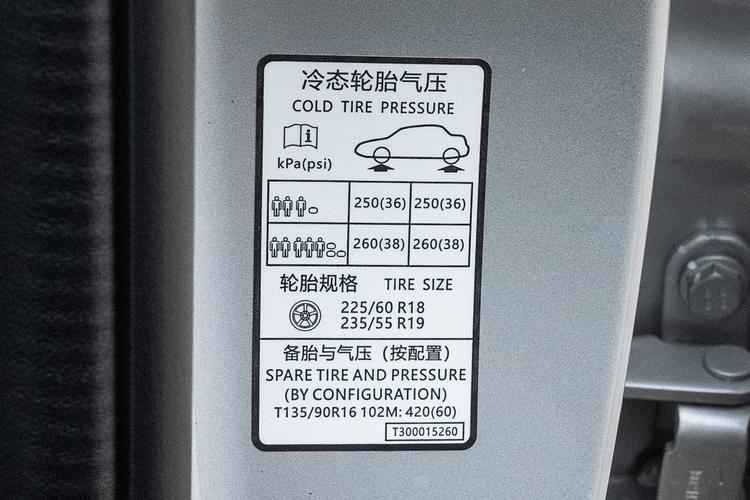 冷态轮胎气压
COLD TIRE PRESSURE
i
kPa(psi)
250(36) 250(36)
260(38) 260(38)
轮胎规格 TIRE SIZE
225/60 R18
235/55 R19
备胎与气压（按配置）
SPARE TIRE AND PRESSURE
(BY CONFIGURATION)
T135/90R16 102M: 420(60)
T300015260